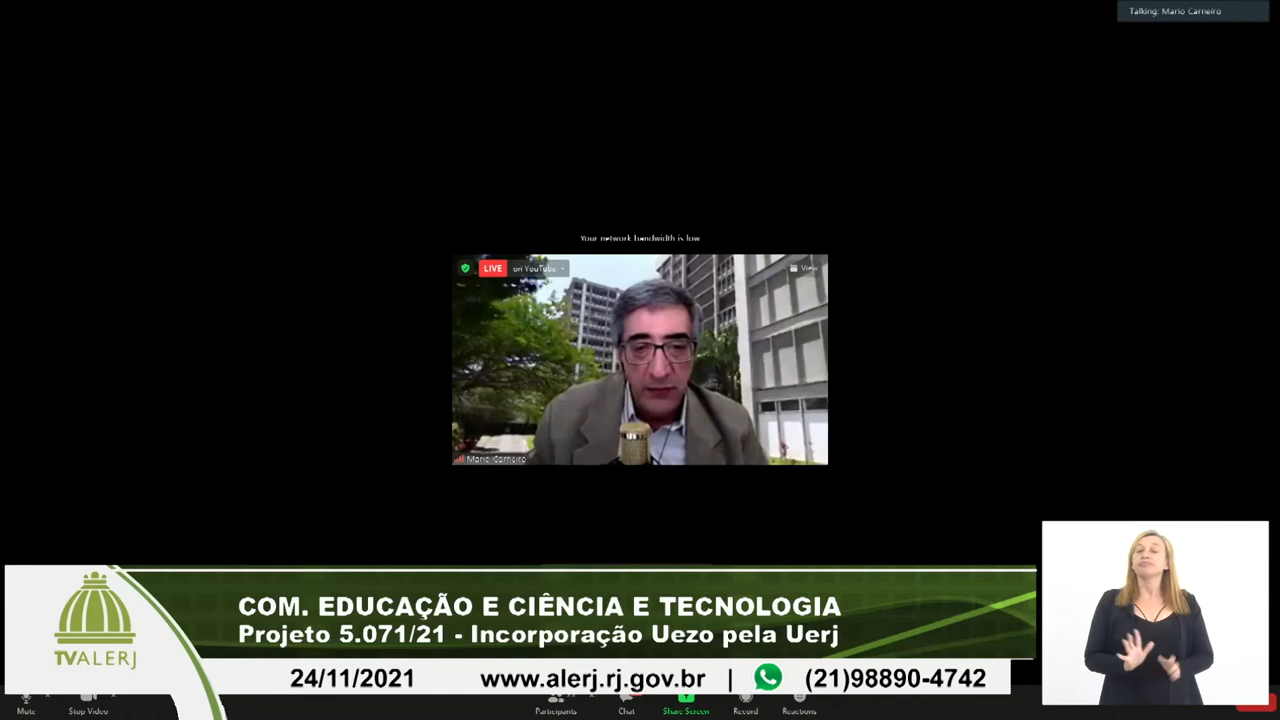 Talking: Mario Carneiro
Your network bandwidth is low
LIVE on YouTube
View
Mario Carneiro
COM. EDUCAÇÃO E CIÊNCIA E TECNOLOGIA
Projeto 5.071/21 - Incorporação Uezo pela Uerj
TVALERJ
24/11/2021 www.alerj.rj.gov.br | (21)98890-4742
Mute Stop Video Participants Chat Share Screen Record Reactions